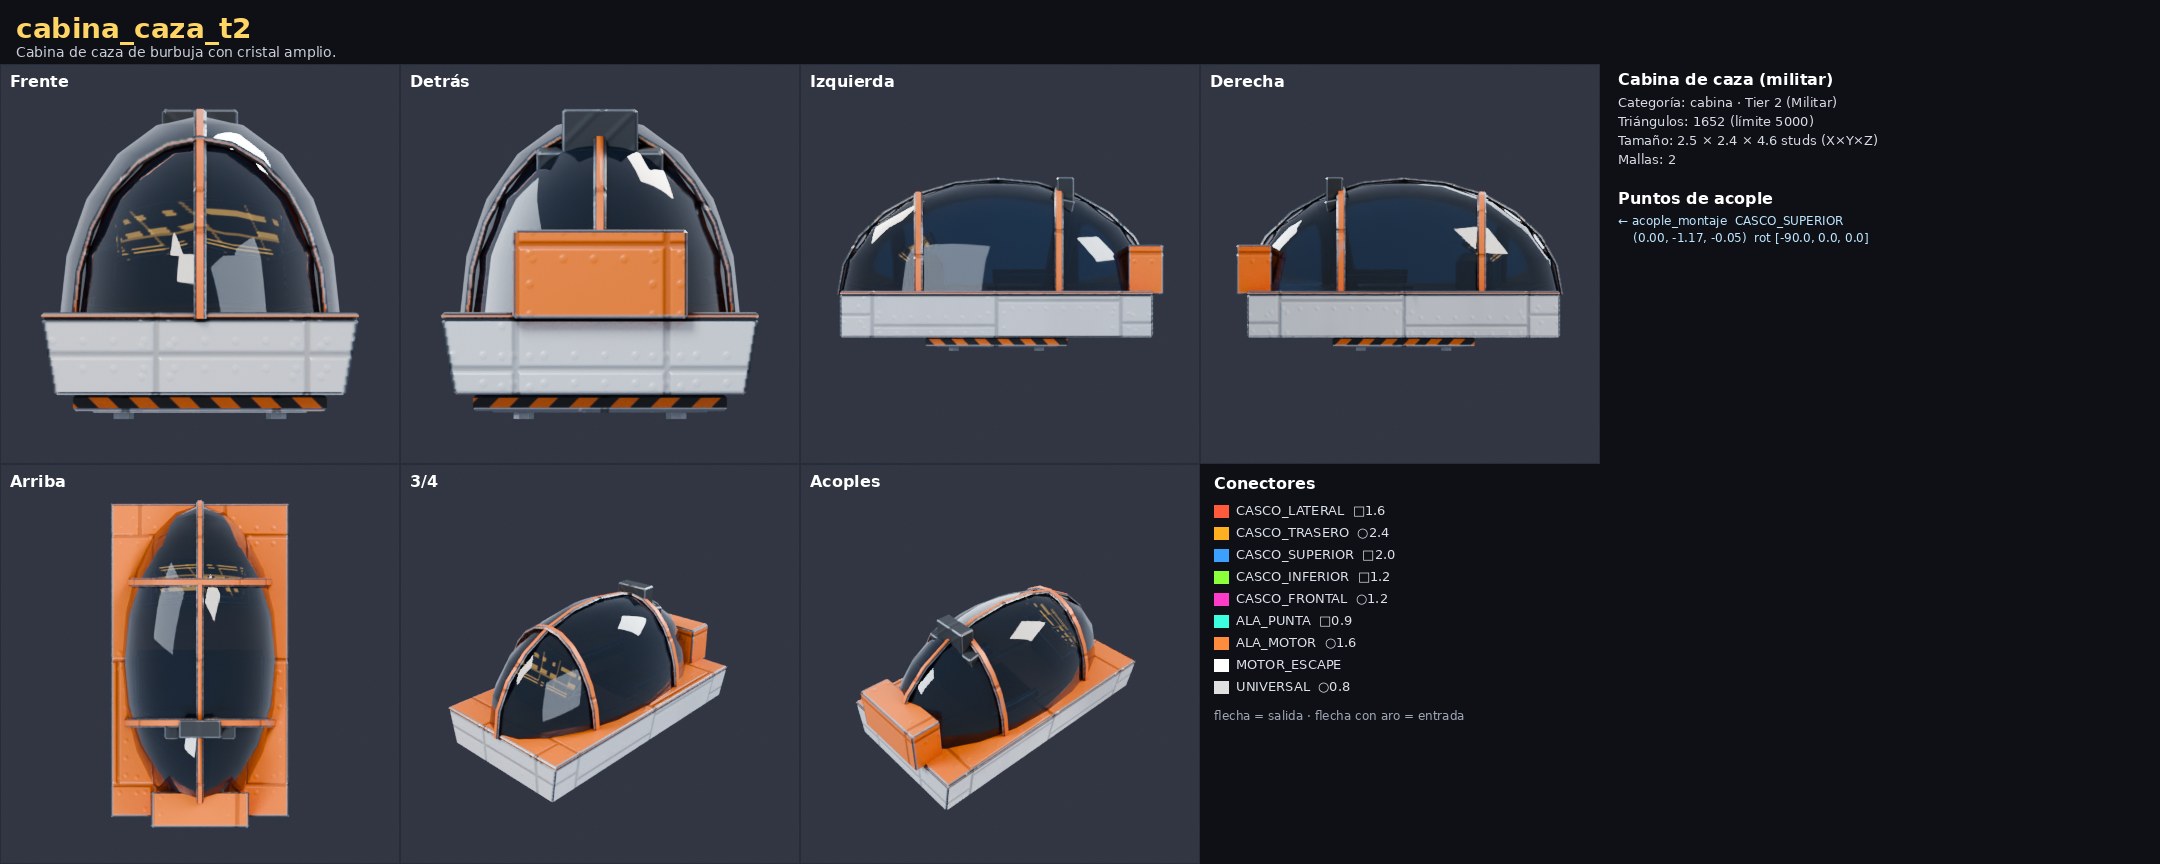 cabina_caza_t2
Cabina de caza de burbuja con cristal amplio.
Frente
Detrás
Izquierda
Derecha
Cabina de caza (militar)
Categoría: cabina · Tier 2 (Militar)
Triángulos: 1652 (límite 5000)
Tamaño: 2.5 × 2.4 × 4.6 studs (X×Y×Z)
Mallas: 2
Puntos de acople
← acople_montaje CASCO_SUPERIOR
(0.00, -1.17, -0.05) rot [-90.0, 0.0, 0.0]
Arriba
3/4
Acoples
Conectores
CASCO_LATERAL □1.6
CASCO_TRASERO ○2.4
CASCO_SUPERIOR □2.0
CASCO_INFERIOR □1.2
CASCO_FRONTAL ○1.2
ALA_PUNTA □0.9
ALA_MOTOR ○1.6
MOTOR_ESCAPE
UNIVERSAL ○0.8
flecha = salida · flecha con aro = entrada